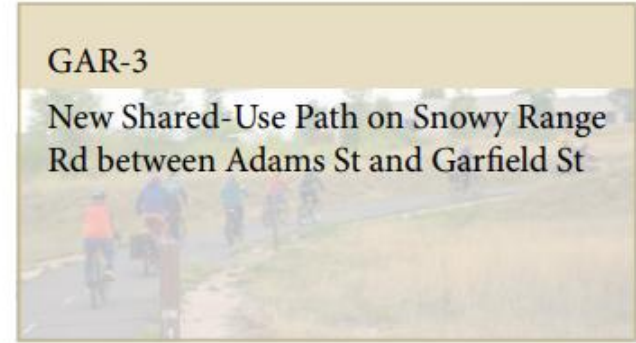 GAR-3
New Shared-Use Path on Snowy Range
Rd between Adams St and Garfield St